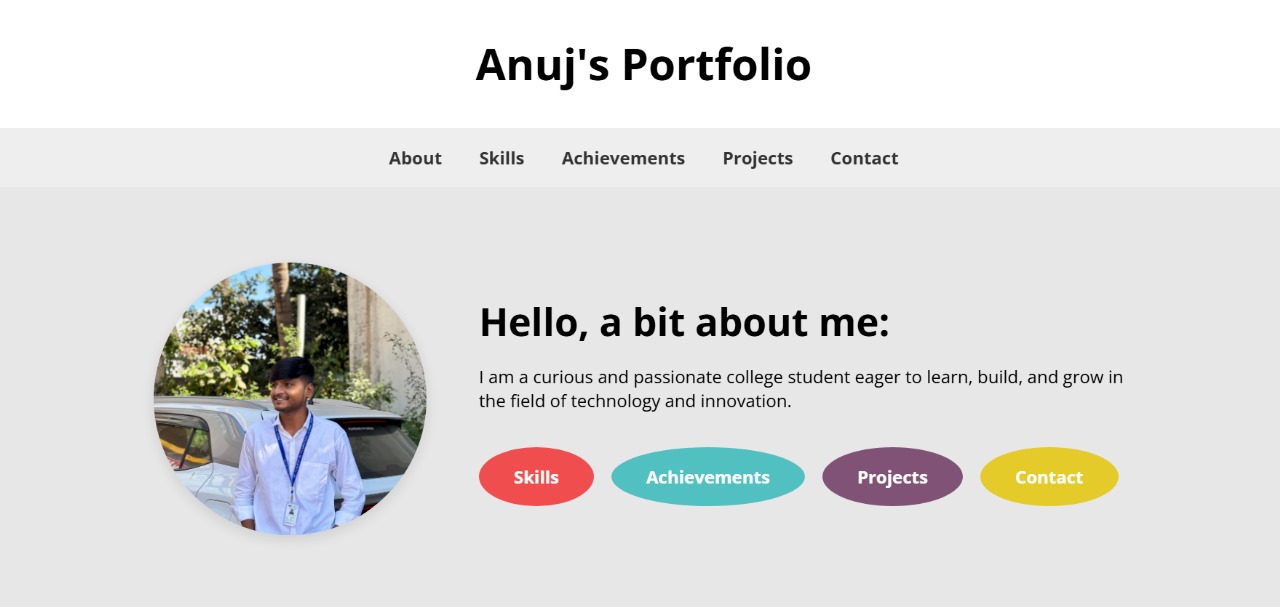 Anuj's Portfolio
About Skills Achievements Projects Contact
Hello, a bit about me:
I am a curious and passionate college student eager to learn, build, and grow in
the field of technology and innovation.
Skills Achievements Projects Contact